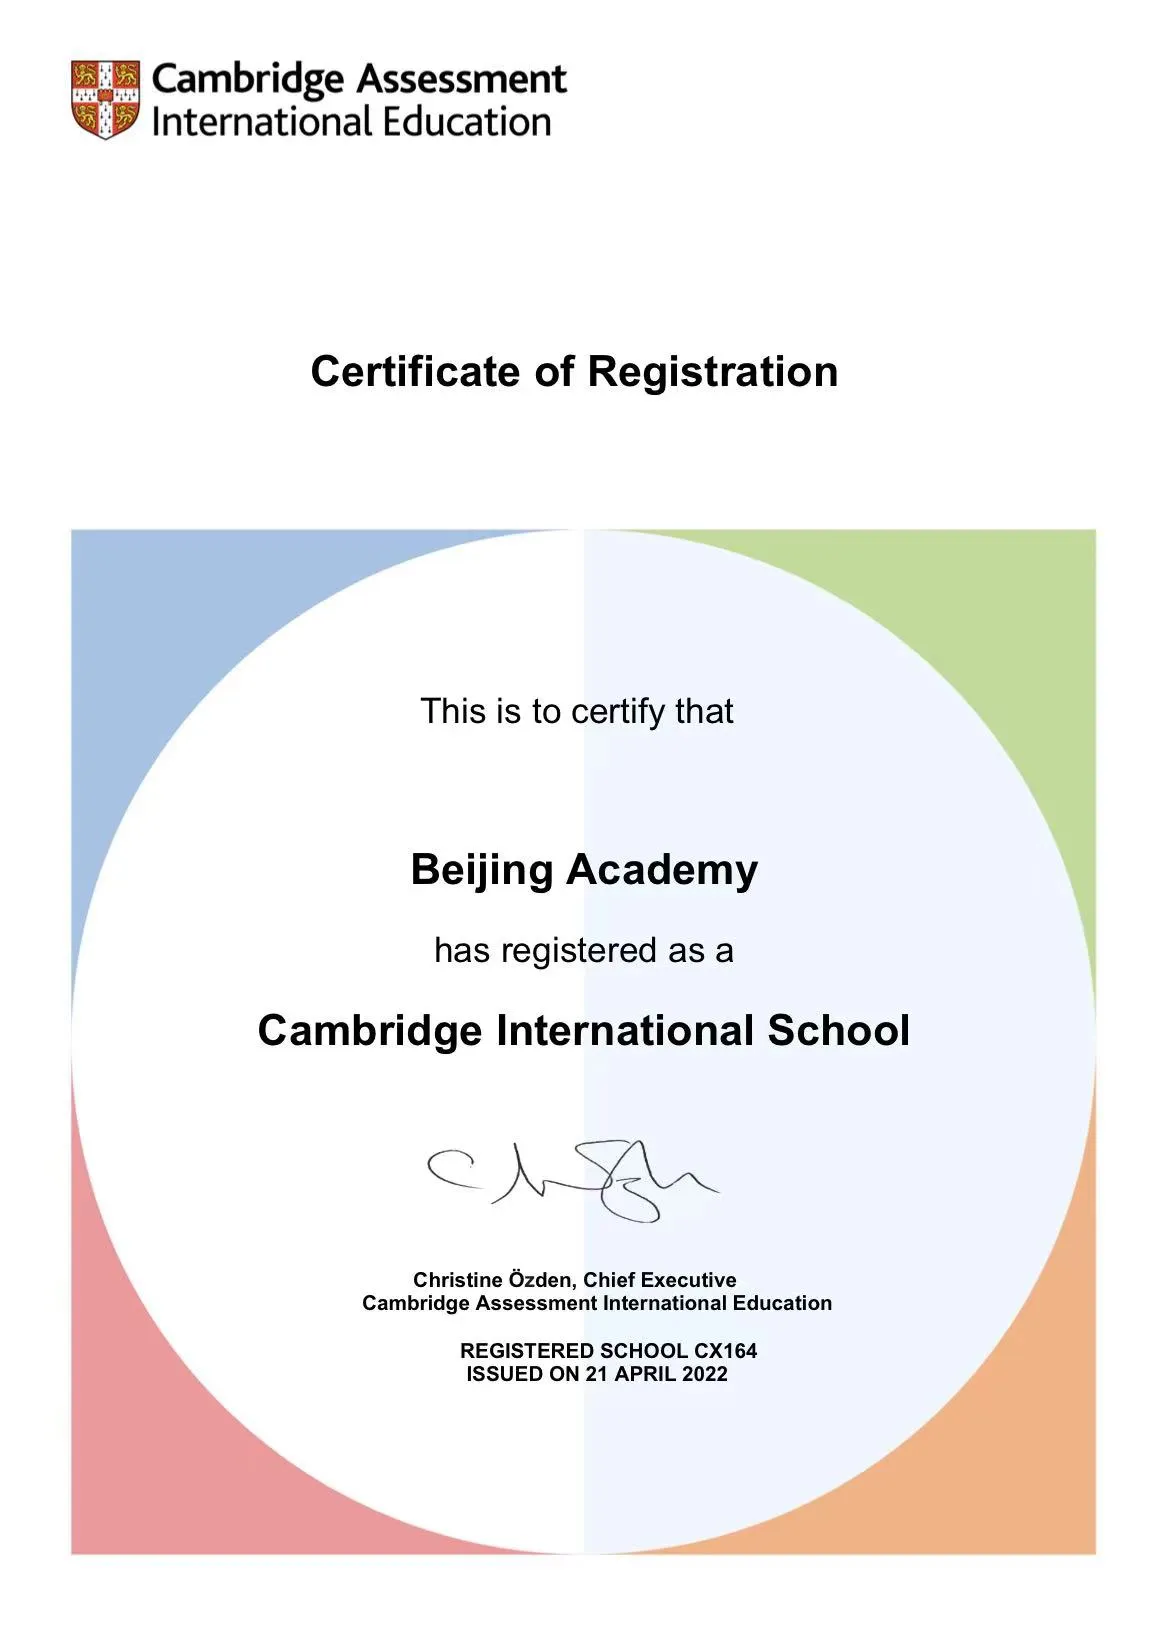 Cambridge Assessment
International Education
Certificate of Registration
This is to certify that
Beijing Academy
has registered as a
Cambridge International School
Christine Özden, Chief Executive
Cambridge Assessment International Education
REGISTERED SCHOOL CX164
ISSUED ON 21 APRIL 2022